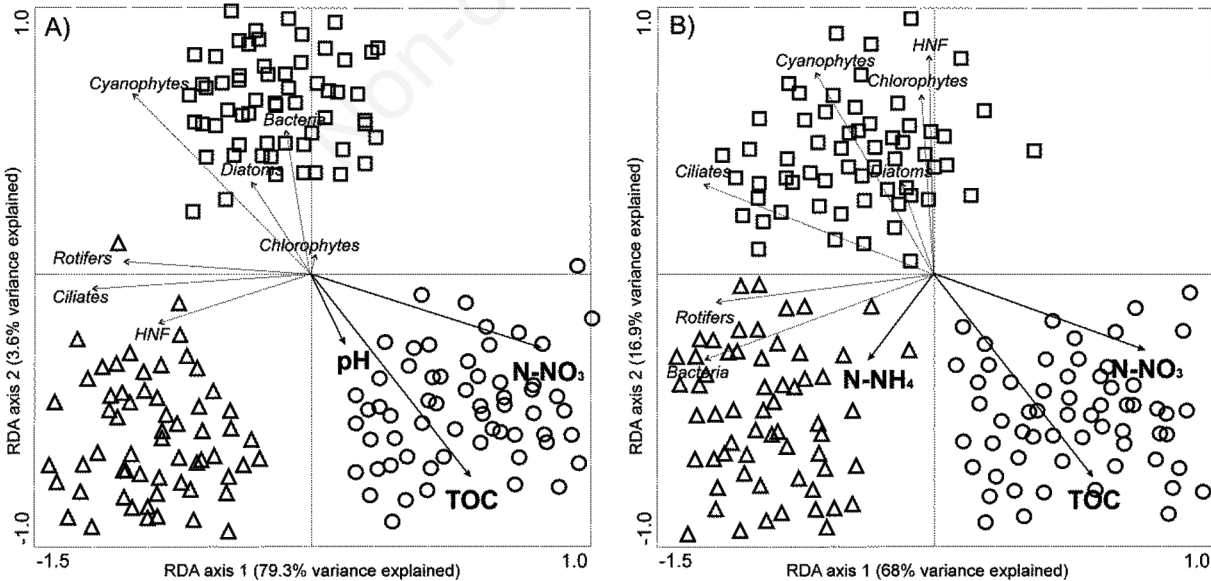 A)
1.0
Cyanophytes
Bacteria
Diatoms
Chlorophytes
Rotifers
Ciliates
HNF
pH
N-NO₃
TOC
RDA axis 2 (3.6% variance explained)
-1.0
-1.5
1.0
RDA axis 1 (79.3% variance explained)
B)
1.0
HNF
Cyanophytes
Chlorophytes
Ciliates
Diatoms
Rotifers
Bacteria
N-NH₄
N-NO₃
TOC
RDA axis 2 (16.9% variance explained)
-1.0
-1.5
1.0
RDA axis 1 (68% variance explained)